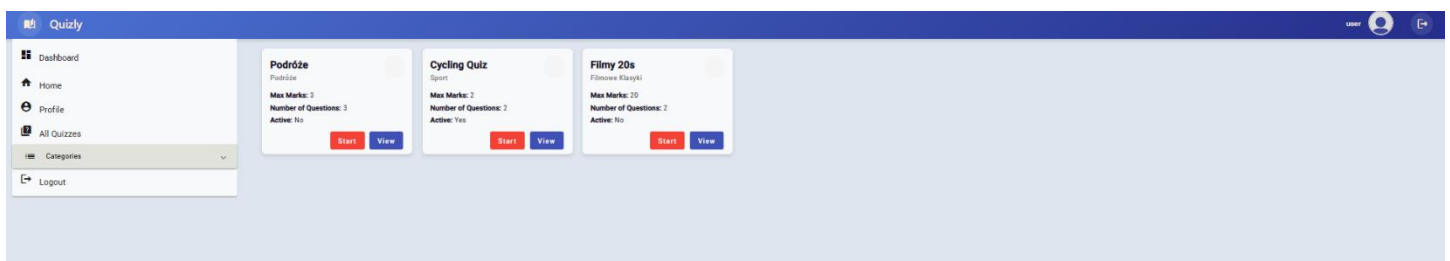 Quizly
user
Dashboard
Home
Profile
All Quizzes
Categories
Logout
Podróże
Podróże
Max Marks: 3
Number of Questions: 3
Active: No
Start View
Cycling Quiz
Sport
Max Marks: 2
Number of Questions: 2
Active: Yes
Start View
Filmy 20s
Filmowe Klasyki
Max Marks: 20
Number of Questions: 2
Active: No
Start View